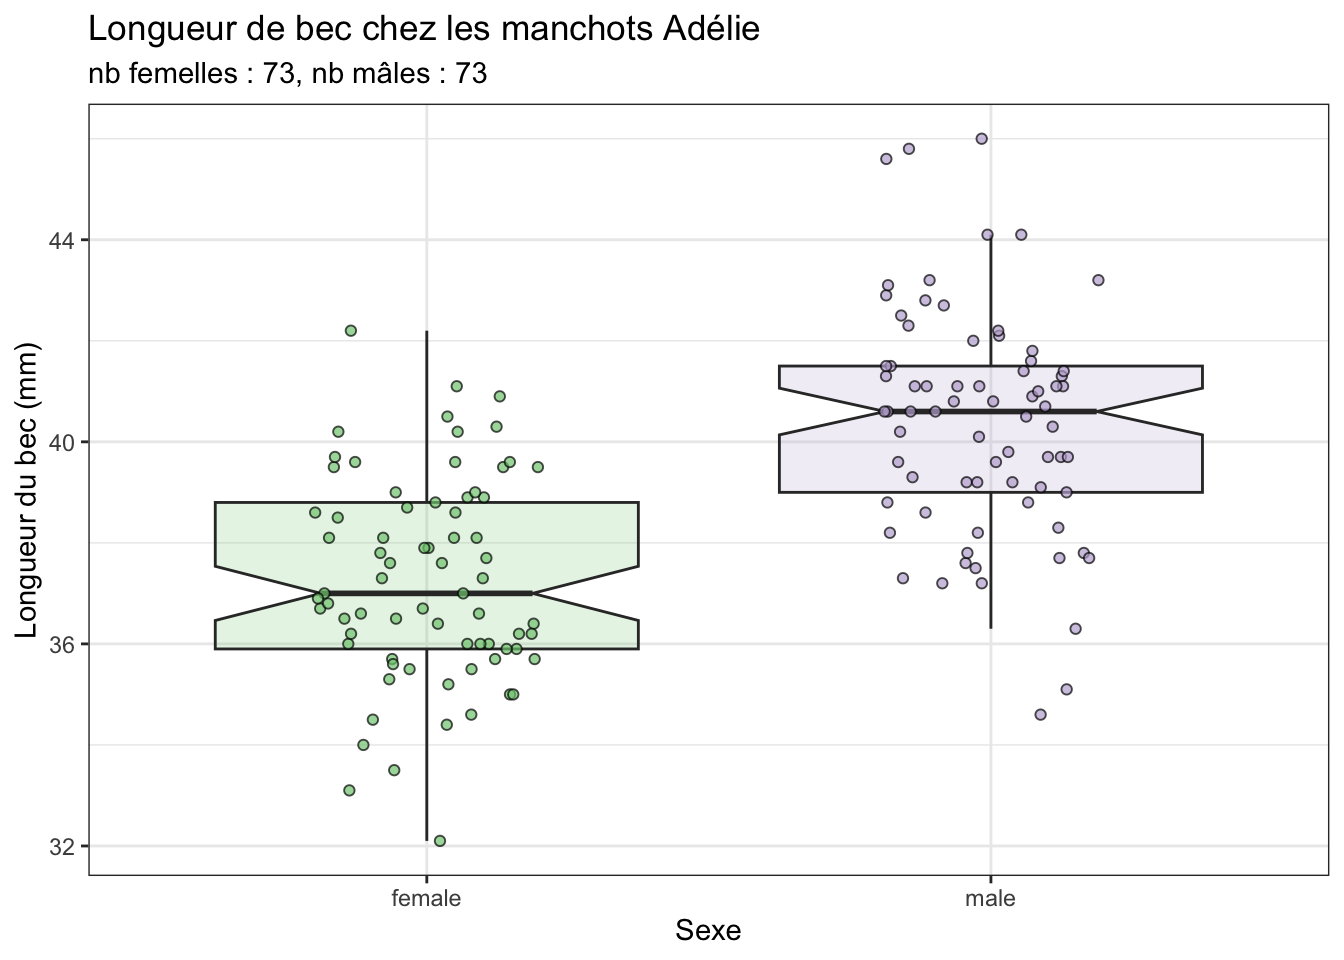 Longueur de bec chez les manchots Adélie
nb femelles : 73, nb mâles : 73
Longueur du bec (mm)
44
40
36
32
female
male
Sexe